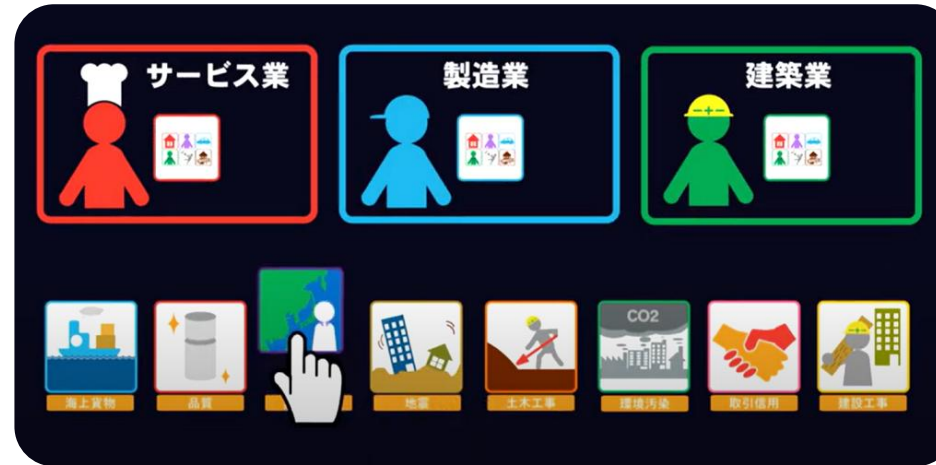 サービス業
製造業
建築業
CO2
海上貨物
品質
地震
土木工事
環境汚染
取引信用
建設工事